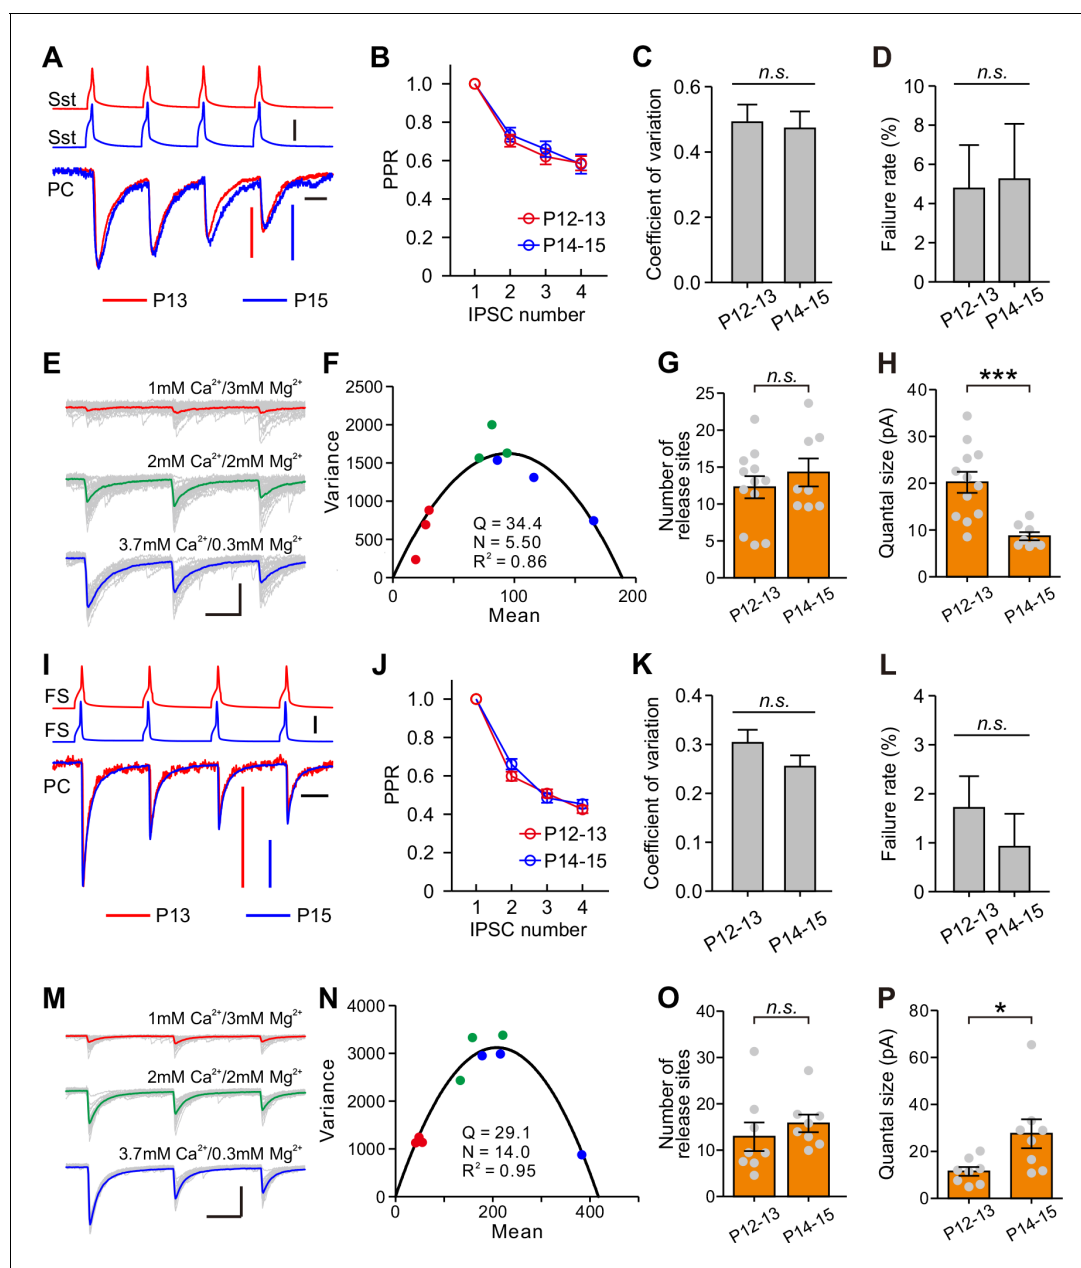 A
Sst
Sst
PC
P13
P15
B
PPR
1.0
0.8
0.6
0.4
0.2
0
P12-13
P14-15
1 2 3 4
IPSC number
C
n.s.
Coefficient of variation
0.6
0.4
0.2
0.0
P12-13
P14-15
D
n.s.
Failure rate (%)
10
8
6
4
2
0
P12-13
P14-15
E
1mM Ca²⁺/3mM Mg²⁺
2mM Ca²⁺/2mM Mg²⁺
3.7mM Ca²⁺/0.3mM Mg²⁺
F
Variance
2500
2000
1500
1000
500
0
Q = 34.4
N = 5.50
R² = 0.86
0 100 200
Mean
G
n.s.
Number of
release sites
25
20
15
10
5
0
P12-13
P14-15
H
***
Quantal size (pA)
40
30
20
10
0
P12-13
P14-15
I
FS
FS
PC
P13
P15
J
PPR
1.0
0.8
0.6
0.4
0.2
0
P12-13
P14-15
1 2 3 4
IPSC number
K
n.s.
Coefficient of variation
0.4
0.3
0.2
0.1
0.0
P12-13
P14-15
L
n.s.
Failure rate (%)
4
3
2
1
0
P12-13
P14-15
M
1mM Ca²⁺/3mM Mg²⁺
2mM Ca²⁺/2mM Mg²⁺
3.7mM Ca²⁺/0.3mM Mg²⁺
N
Variance
4000
3000
2000
1000
0
Q = 29.1
N = 14.0
R² = 0.95
0 200 400
Mean
O
n.s.
Number of
release sites
40
30
20
10
0
P12-13
P14-15
P
*
Quantal size (pA)
80
60
40
20
0
P12-13
P14-15